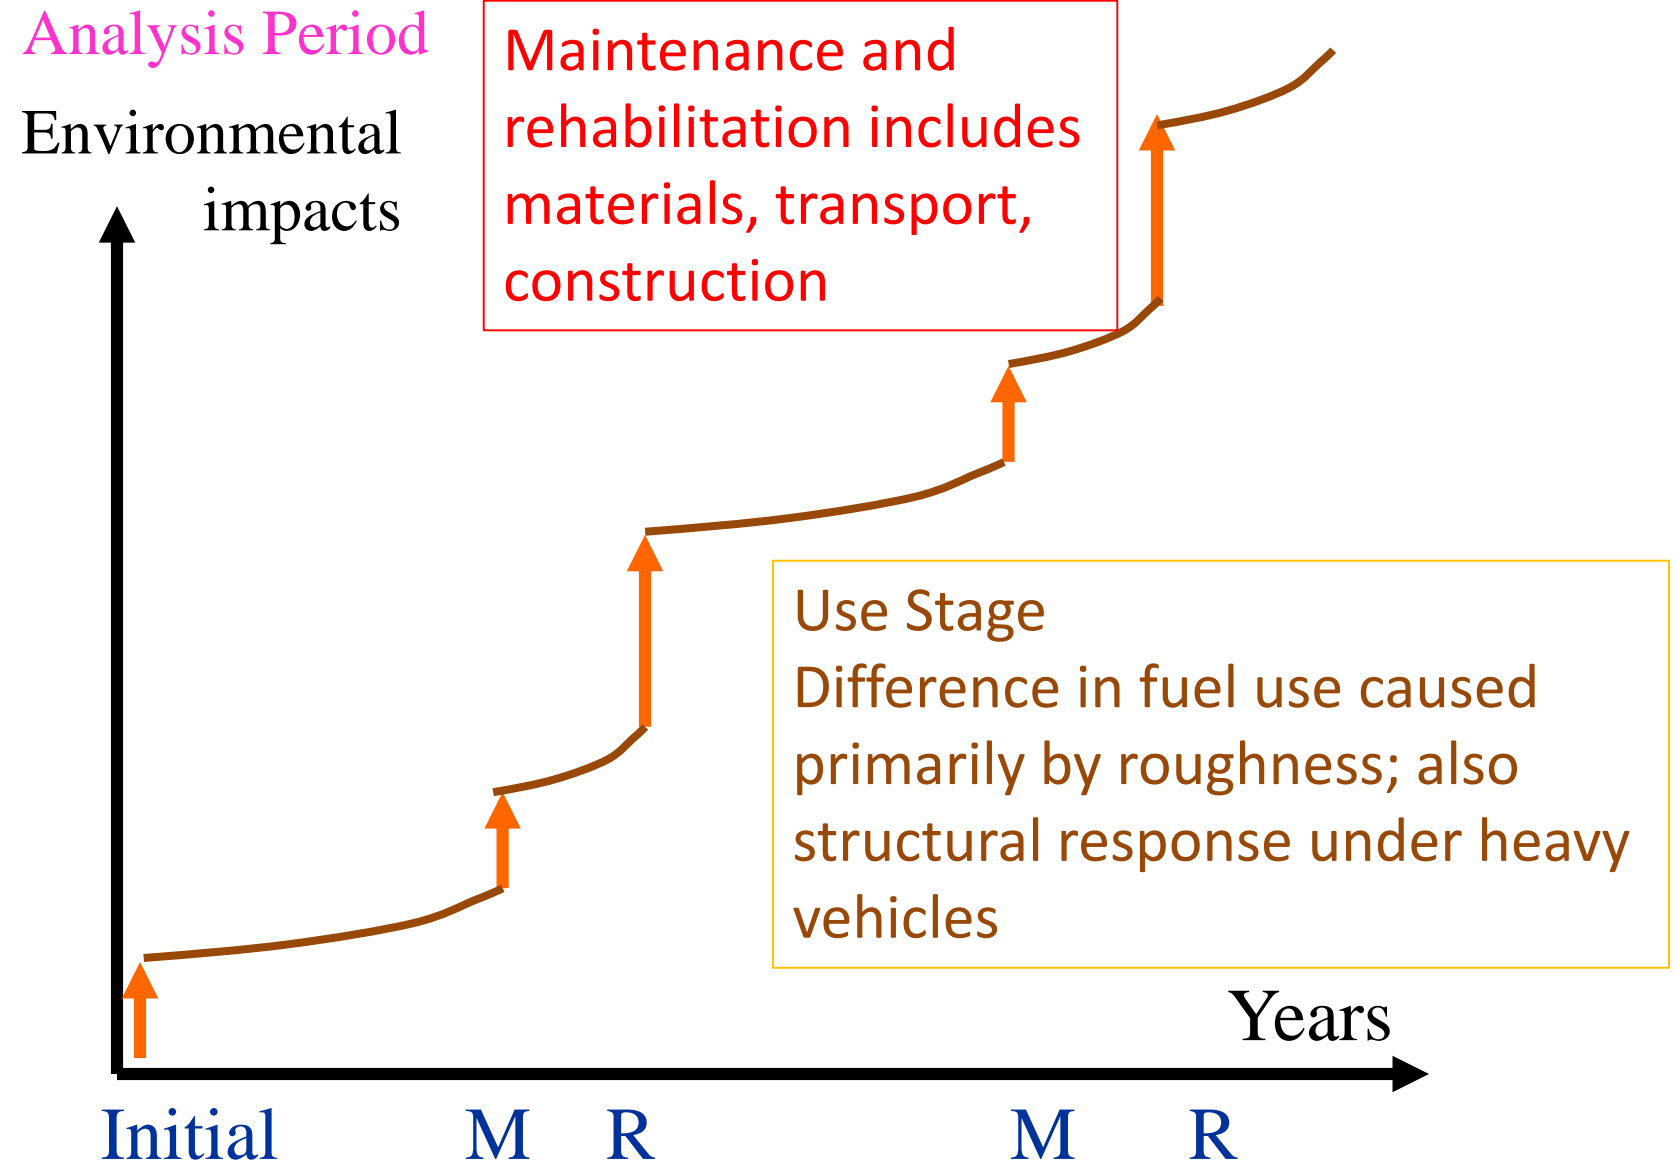 Analysis Period
Environmental
impacts
Maintenance and
rehabilitation includes
materials, transport,
construction
Use Stage
Difference in fuel use caused
primarily by roughness; also
structural response under heavy
vehicles
Years
Initial M R M R